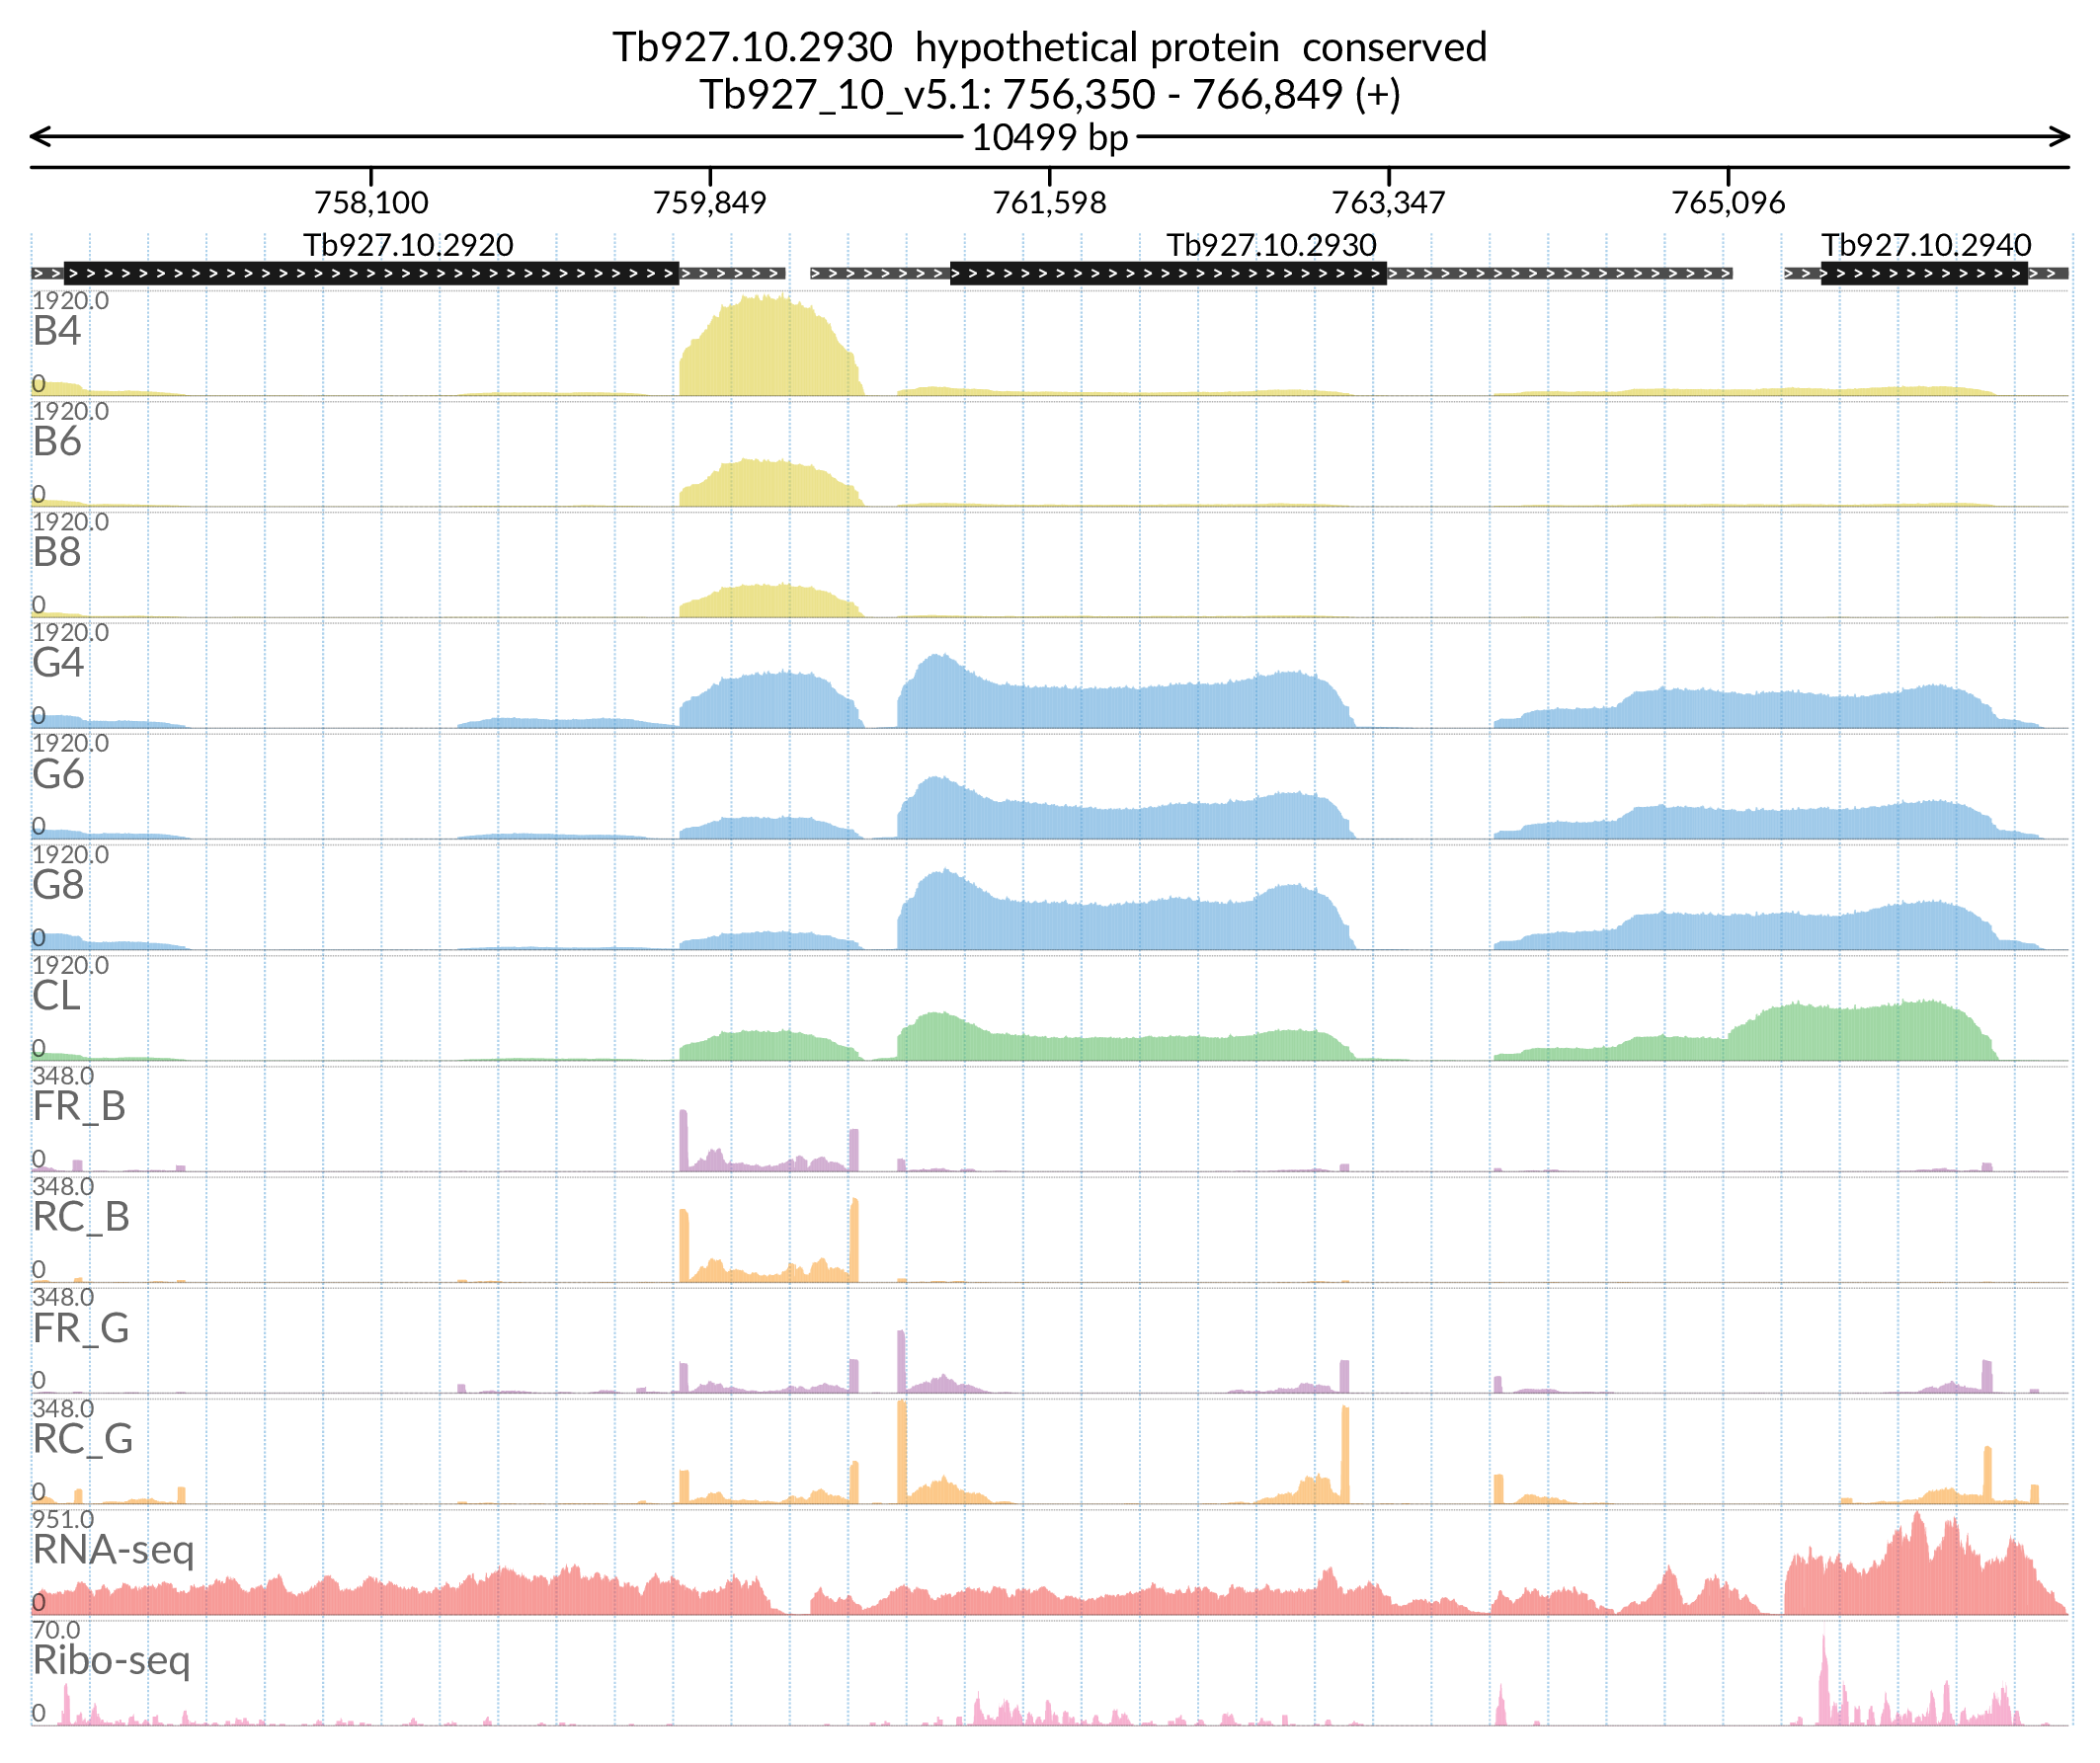 Tb927.10.2930 hypothetical protein conserved
Tb927_10_v5.1: 756,350 - 766,849 (+)
10499 bp
758,100 759,849 761,598 763,347 765,096
Tb927.10.2920 Tb927.10.2930 Tb927.10.2940
1920.0
B4
0
1920.0
B6
0
1920.0
B8
0
1920.0
G4
0
1920.0
G6
0
1920.0
G8
0
1920.0
CL
0
348.0
FR_B
0
348.0
RC_B
0
348.0
FR_G
0
348.0
RC_G
0
951.0
RNA-seq
0
70.0
Ribo-seq
0